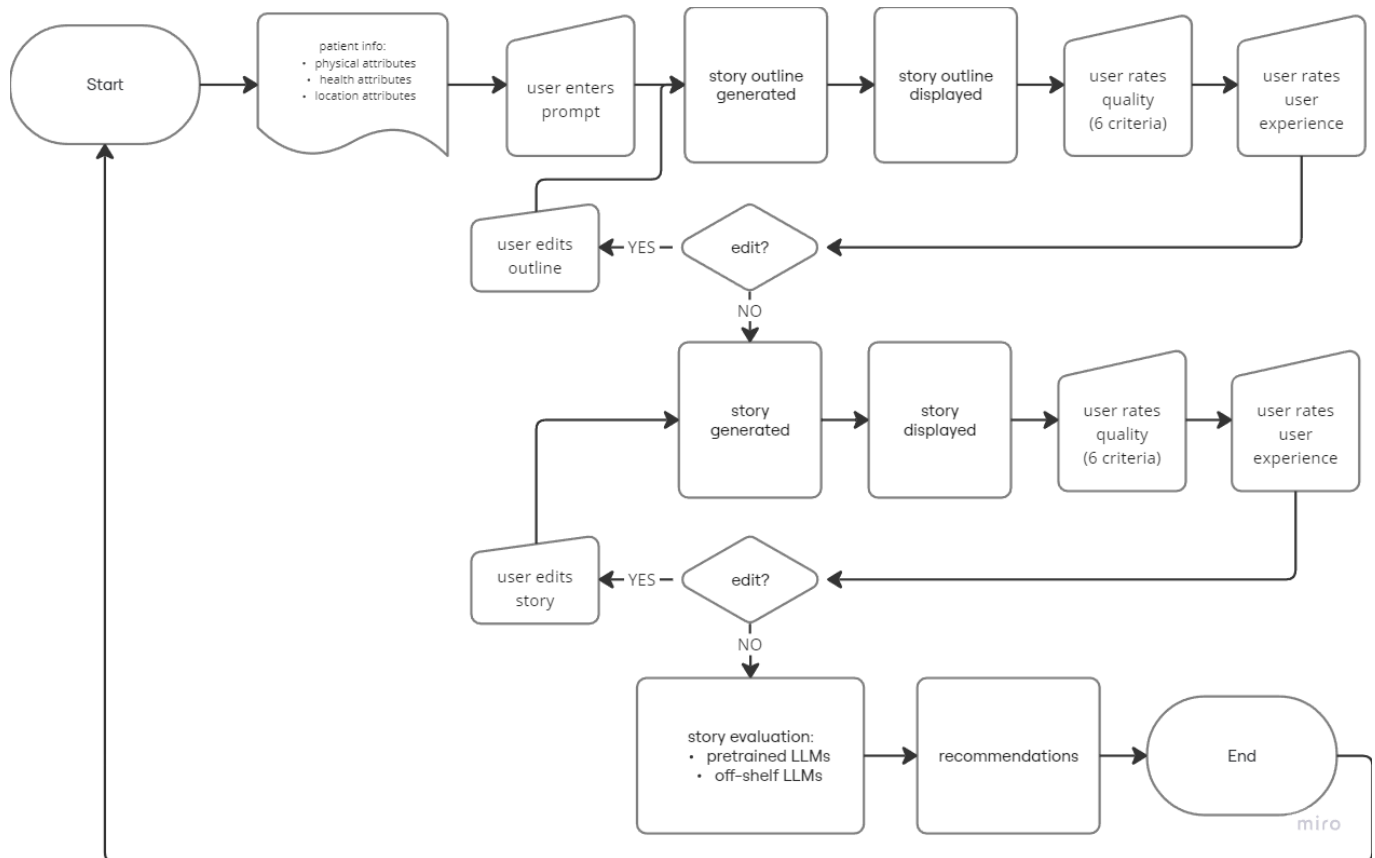 Start
patient info:
• physical attributes
• health attributes
• location attributes
user enters
prompt
story outline
generated
story outline
displayed
user rates
quality
(6 criteria)
user rates
user
experience
user edits
outline
YES
edit?
NO
story
generated
story
displayed
user rates
quality
(6 criteria)
user rates
user
experience
user edits
story
YES
edit?
NO
story evaluation:
• pretrained LLMs
• off-shelf LLMs
recommendations
End
miro